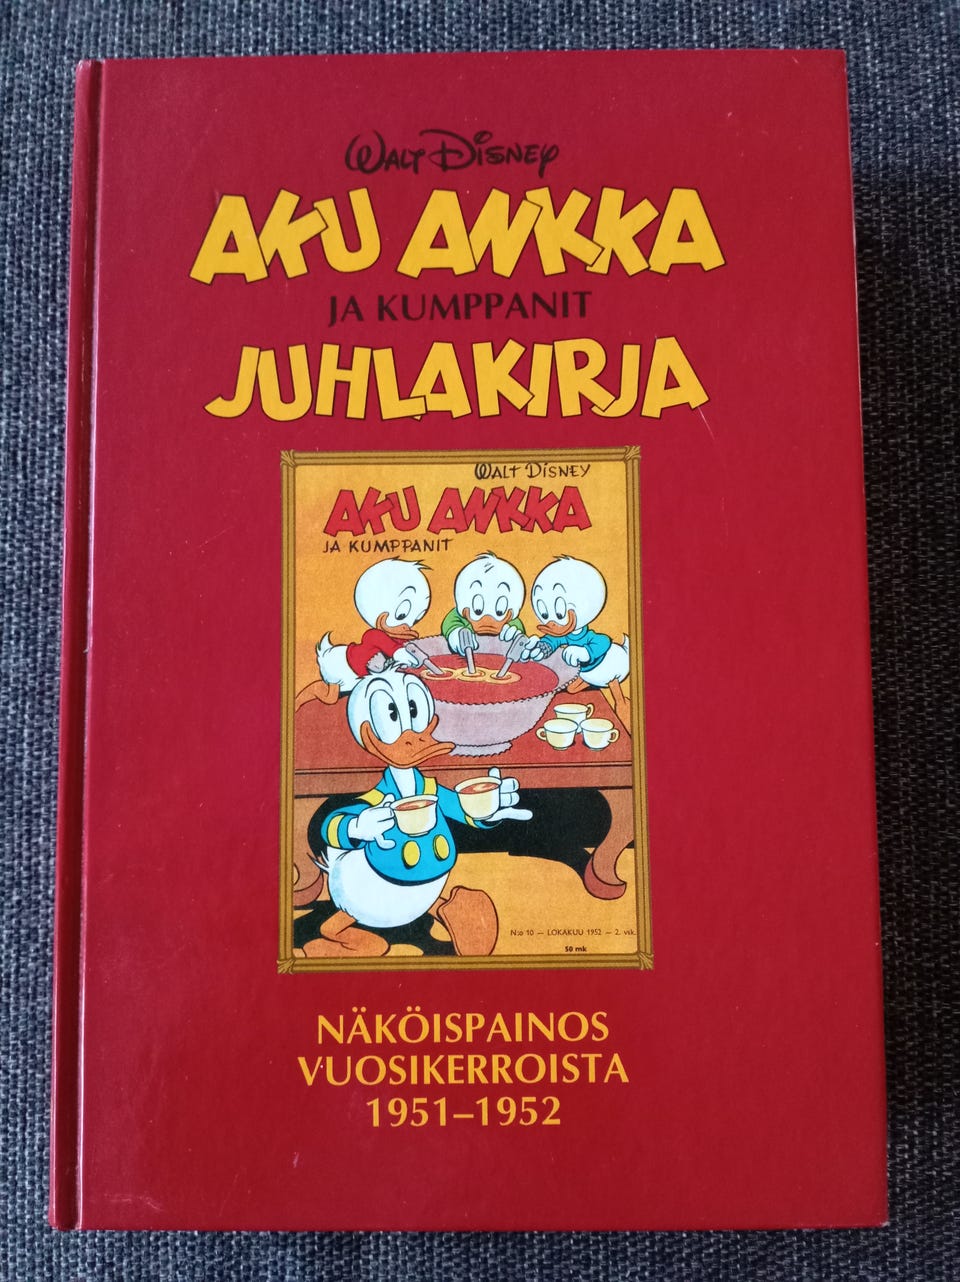 WALT DISNEY
AKU ANKKA
JA KUMPPANIT
JUHLAKIRJA
WALT DISNEY
AKU ANKKA
JA KUMPPANIT
N:o 10 — LOKAKUU 1952 — 2. vsk.
50 mk
NÄKÖISPAINOS
VUOSIKERROISTA
1951–1952